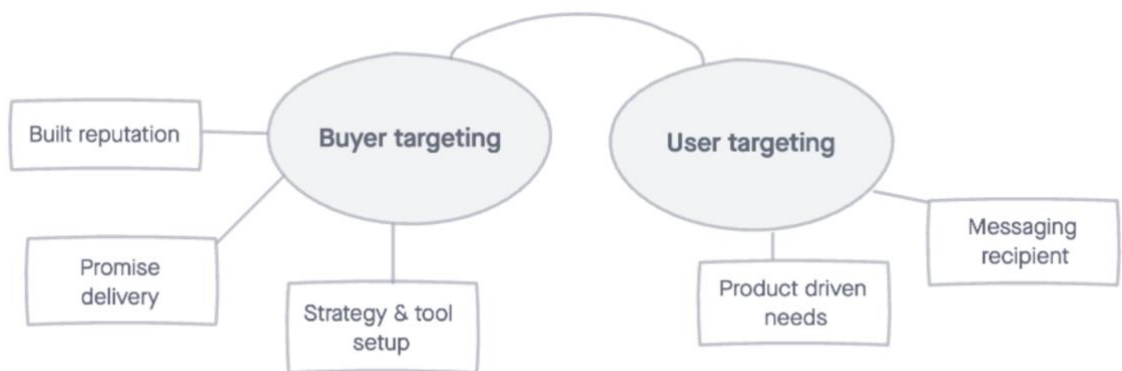 Buyer targeting
User targeting
Built reputation
Promise
delivery
Strategy & tool
setup
Product driven
needs
Messaging
recipient